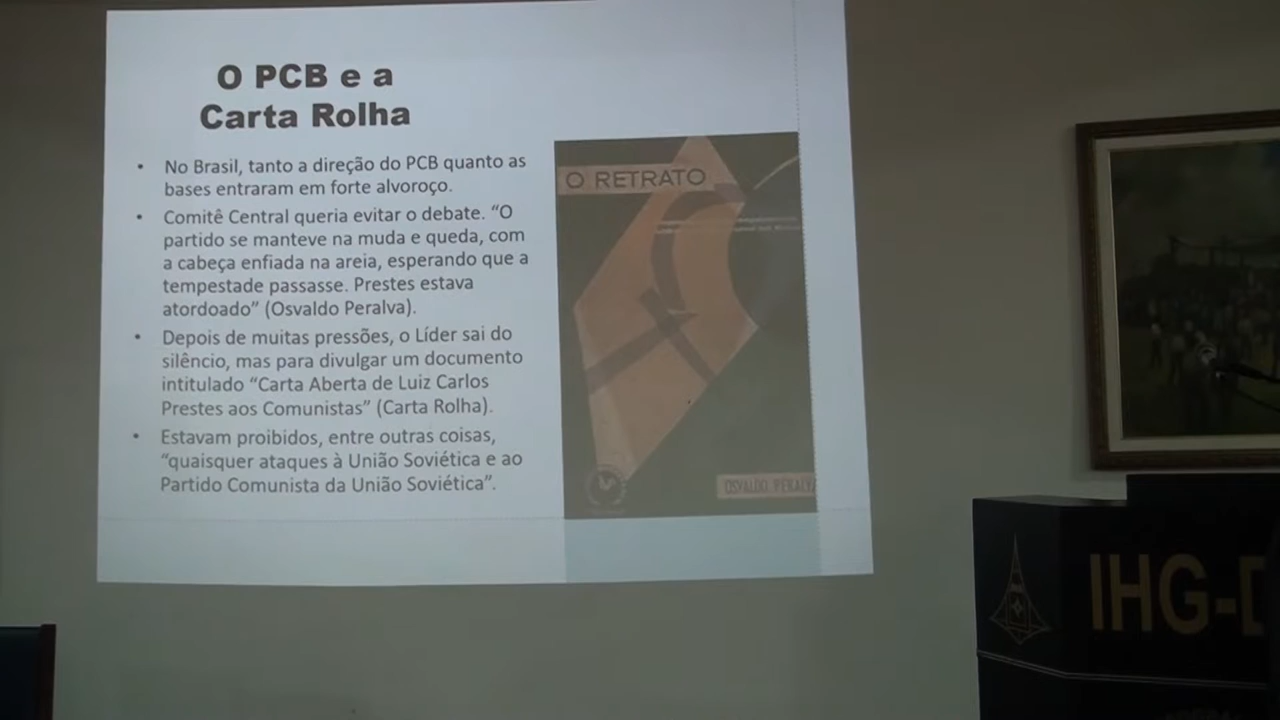 O PCB e a
Carta Rolha
• No Brasil, tanto a direção do PCB quanto as
bases entraram em forte alvoroço.
• Comitê Central queria evitar o debate. “O
partido se manteve na muda e queda, com
a cabeça enfiada na areia, esperando que a
tempestade passasse. Prestes estava
atordoado” (Osvaldo Peralva).
• Depois de muitas pressões, o Líder sai do
silêncio, mas para divulgar um documento
intitulado “Carta Aberta de Luiz Carlos
Prestes aos Comunistas” (Carta Rolha).
• Estavam proibidos, entre outras coisas,
“quaisquer ataques à União Soviética e ao
Partido Comunista da União Soviética”.
O RETRATO
OSVALDO PERALVA
IHG-D